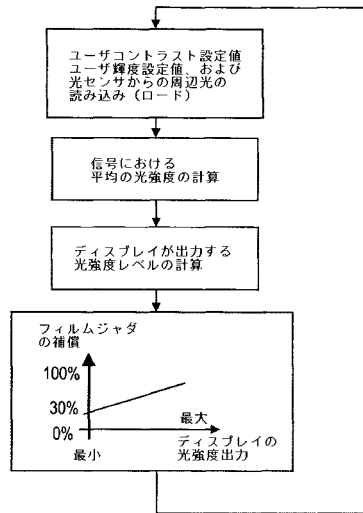 ユーザコントラスト設定値
ユーザ輝度設定値、および
光センサからの周辺光の
読み込み（ロード）
信号における
平均の光強度の計算
ディスプレイが出力する
光強度レベルの計算
フィルムジャダ
の補償
100%
30%
0%
最大
最小
ディスプレイの
光強度出力